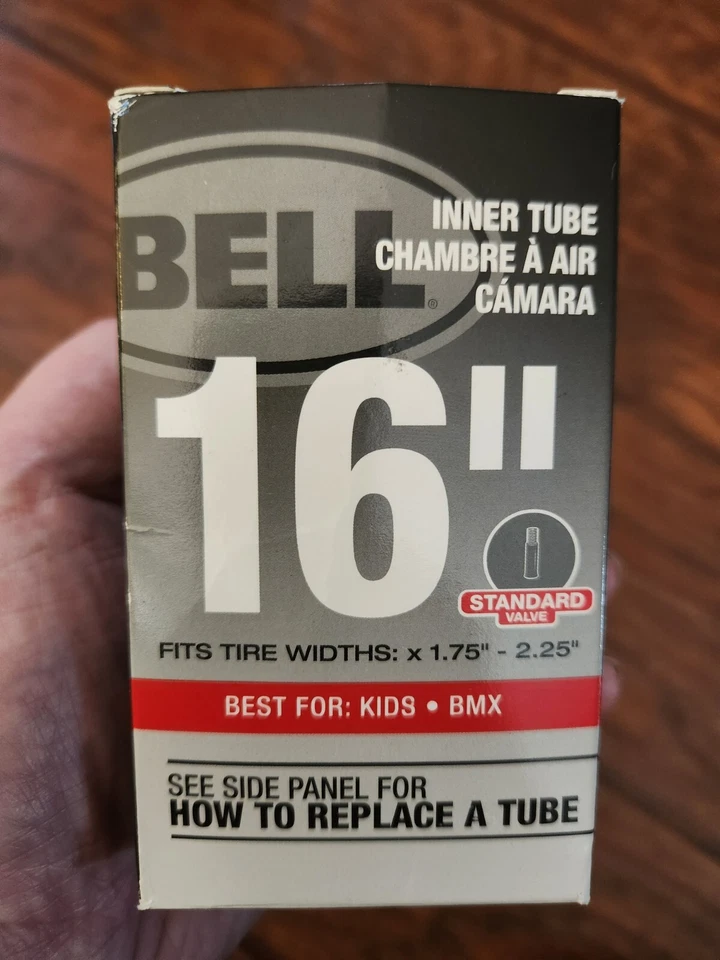 BELL®
INNER TUBE
CHAMBRE À AIR
CÁMARA
16"
STANDARD
VALVE
FITS TIRE WIDTHS: x 1.75" - 2.25"
BEST FOR: KIDS • BMX
SEE SIDE PANEL FOR
HOW TO REPLACE A TUBE